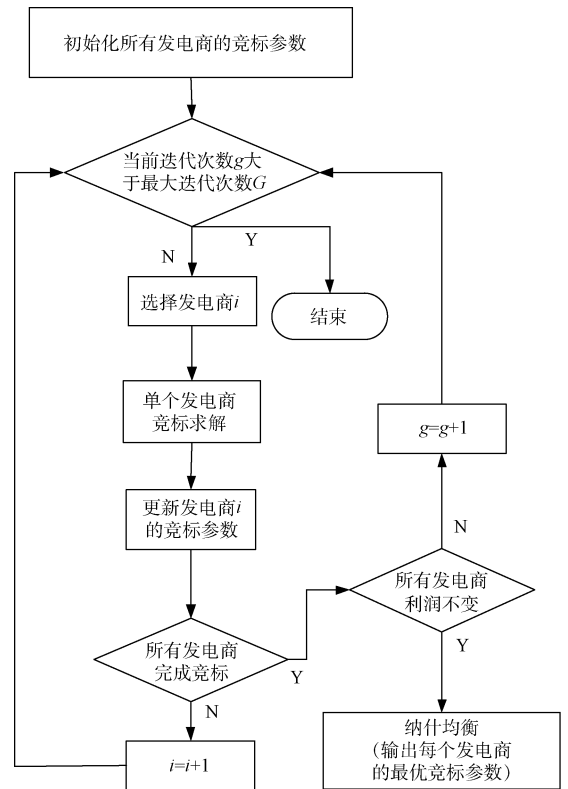 初始化所有发电商的竞标参数
当前迭代次数g大
于最大迭代次数G
Y
N
选择发电商i
结束
单个发电商
竞标求解
g=g+1
更新发电商i
的竞标参数
N
所有发电商
利润不变
Y
所有发电商
完成竞标
Y
N
纳什均衡
（输出每个发电商
的最优竞标参数）
i=i+1